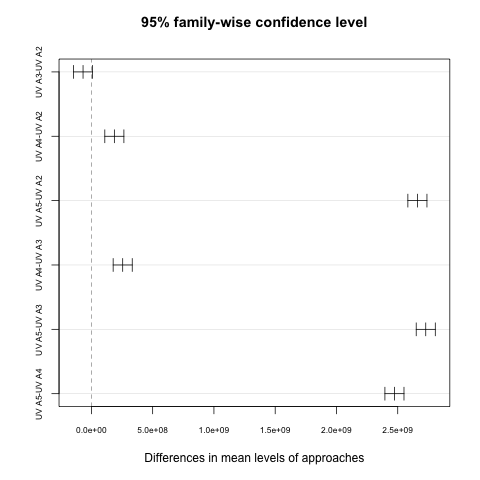 95% family-wise confidence level
UV A3-UV A2
UV A4-UV A2
UV A5-UV A2
UV A4-UV A3
UV A5-UV A3
UV A5-UV A4
0.0e+00 5.0e+08 1.0e+09 1.5e+09 2.0e+09 2.5e+09
Differences in mean levels of approaches